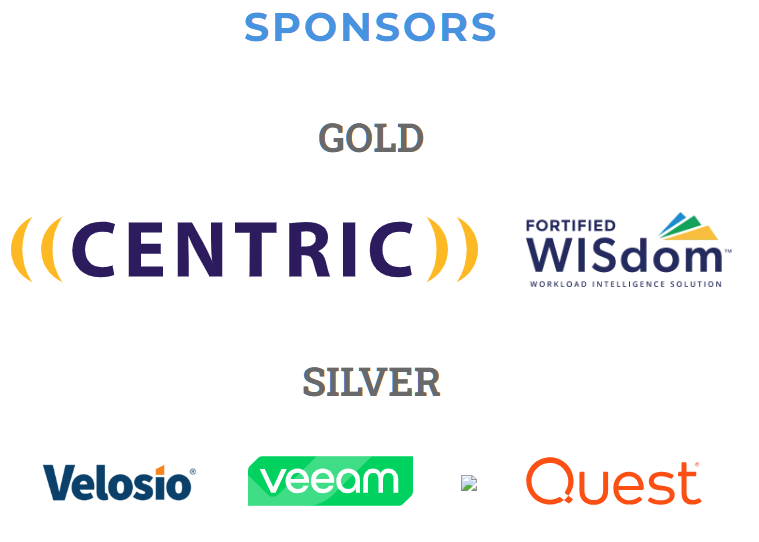 SPONSORS
GOLD
((CENTRIC))
FORTIFIED
WISdom™
WORKLOAD INTELLIGENCE SOLUTION
SILVER
Velosio®
veeam
Quest®